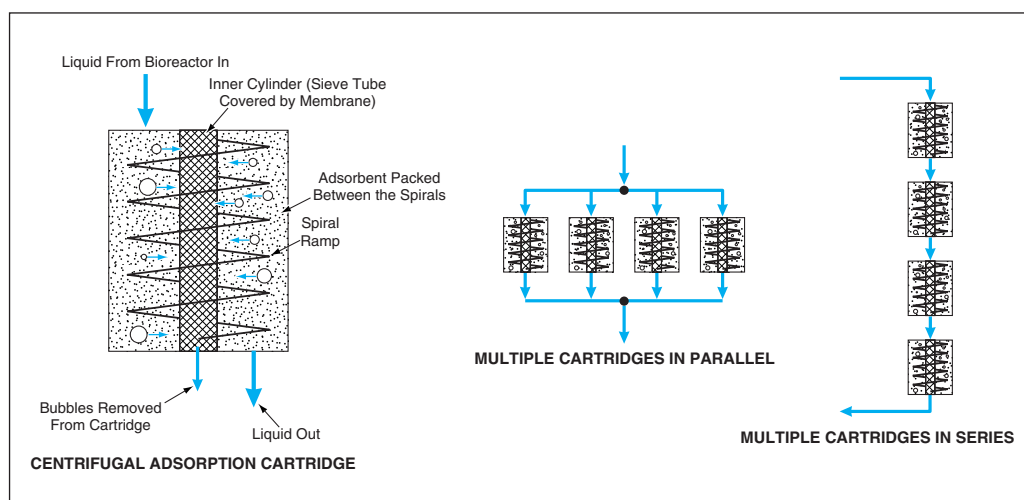 Liquid From Bioreactor In
Inner Cylinder (Sieve Tube
Covered by Membrane)
Adsorbent Packed
Between the Spirals
Spiral
Ramp
Bubbles Removed
From Cartridge
Liquid Out
CENTRIFUGAL ADSORPTION CARTRIDGE
MULTIPLE CARTRIDGES IN PARALLEL
MULTIPLE CARTRIDGES IN SERIES